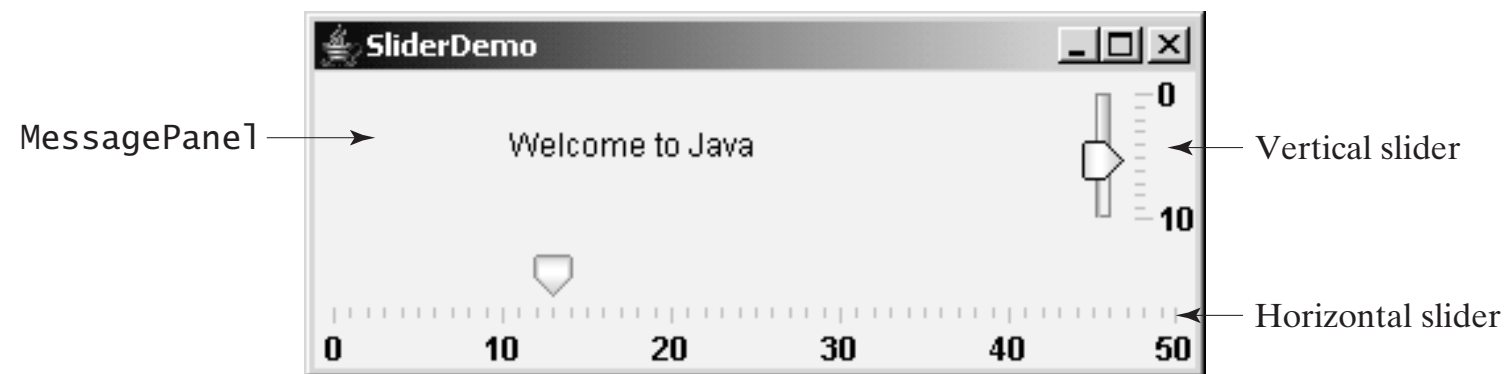 SliderDemo
0
MessagePanel
Welcome to Java
Vertical slider
10
Horizontal slider
0 10 20 30 40 50